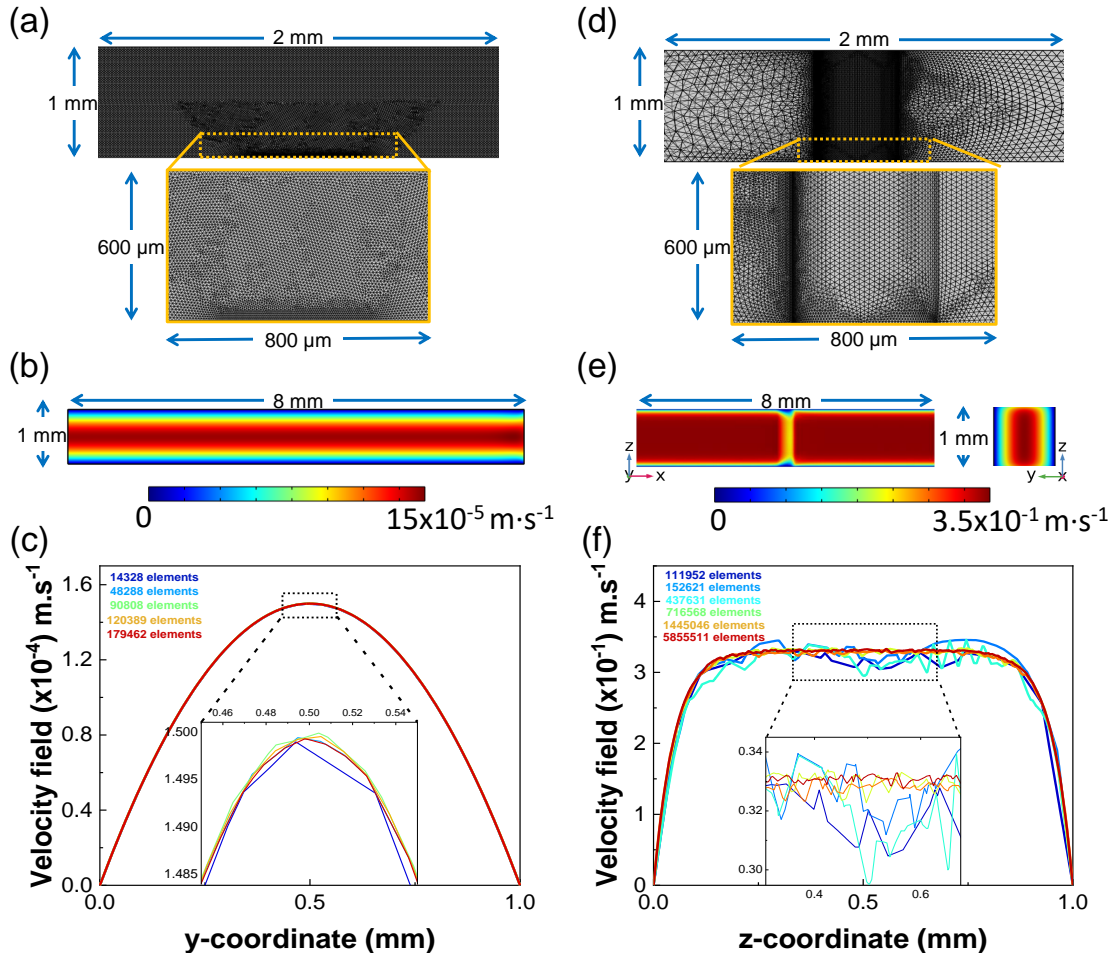 (a)
2 mm
1 mm
600 µm
800 µm
(b)
8 mm
1 mm
0
15x10⁻⁵ m·s⁻¹
(c)
14328 elements
48288 elements
90808 elements
120389 elements
179462 elements
Velocity field (x10⁻⁴) m.s⁻¹
1.6
1.2
0.8
0.4
0.0
0.46 0.48 0.50 0.52 0.54
1.500
1.495
1.490
1.485
0.0 0.5 1.0
y-coordinate (mm)
(d)
2 mm
1 mm
600 µm
800 µm
(e)
8 mm
1 mm
z
y x
z
y x
0
3.5x10⁻¹ m·s⁻¹
(f)
111952 elements
152621 elements
437631 elements
716568 elements
1445046 elements
5855511 elements
Velocity field (x10⁻¹) m.s⁻¹
4
3
2
1
0
0.34
0.32
0.30
0.4 0.6
0.0 0.5 1.0
z-coordinate (mm)